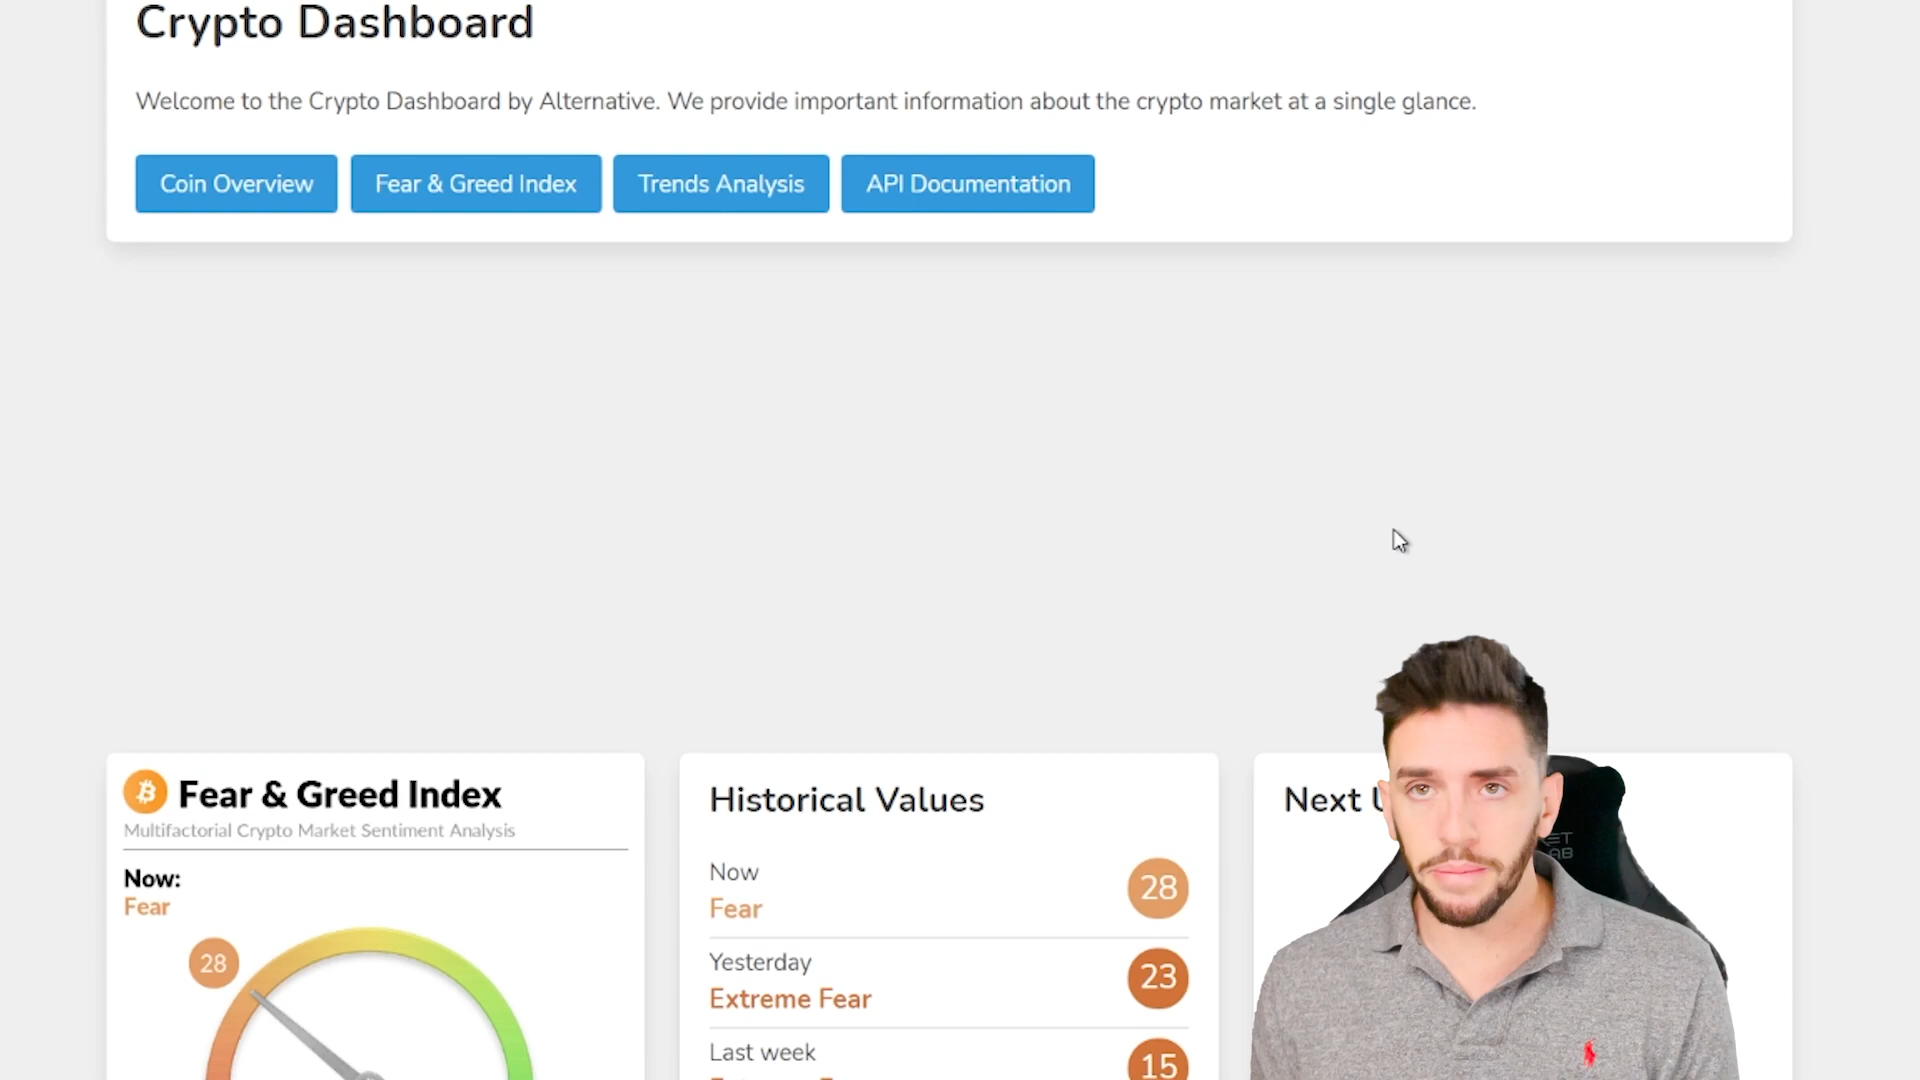 Crypto Dashboard
Welcome to the Crypto Dashboard by Alternative. We provide important information about the crypto market at a single glance.
Coin Overview
Fear & Greed Index
Trends Analysis
API Documentation
Fear & Greed Index
Multifactorial Crypto Market Sentiment Analysis
Now:
Fear
28
Historical Values
Now
Fear
28
Yesterday
Extreme Fear
23
Last week
15
Next